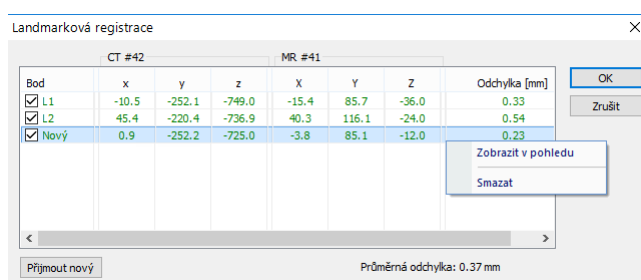 Landmarková registrace
CT #42 MR #41
Bod x y z X Y Z Odchylka [mm]
L1 -10.5 -252.1 -749.0 -15.4 85.7 -36.0 0.33
L2 45.4 -220.4 -736.9 40.3 116.1 -24.0 0.54
Nový 0.9 -252.2 -725.0 -3.8 85.1 -12.0 0.23
OK
Zrušit
Zobrazit v pohledu
Smazat
Přijmout nový Průměrná odchylka: 0.37 mm